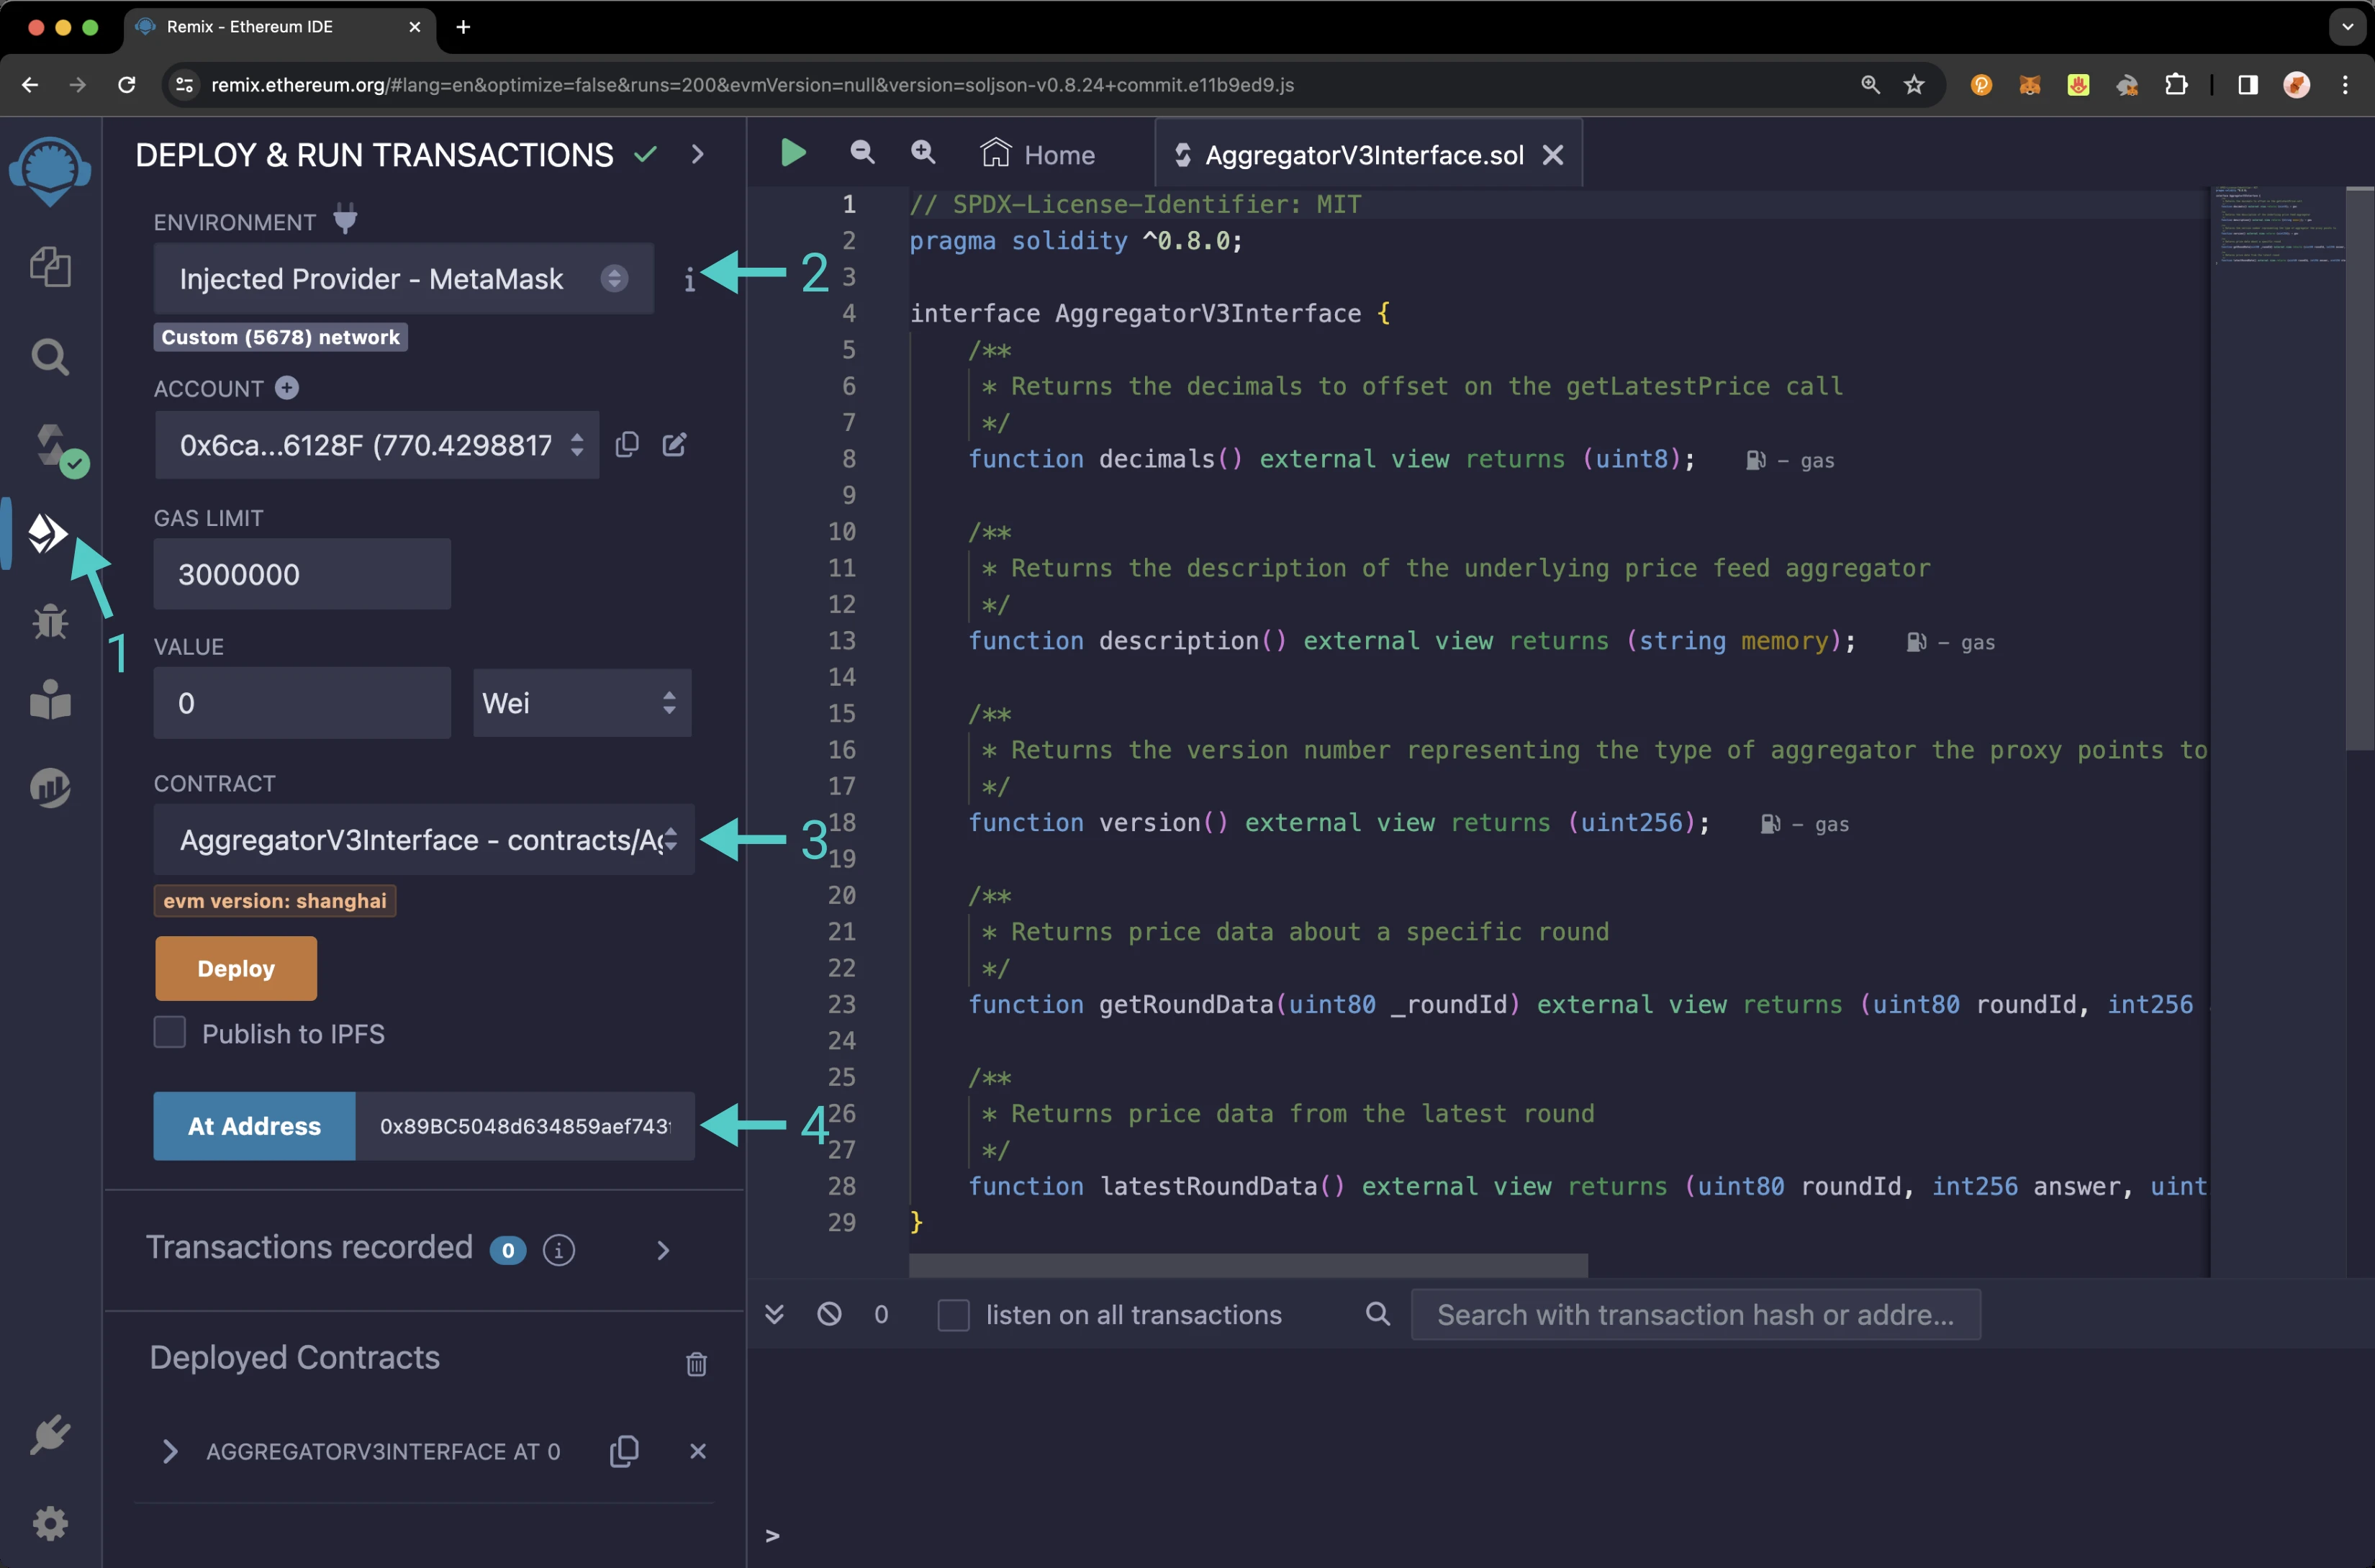 Remix - Ethereum IDE
remix.ethereum.org/#lang=en&optimize=false&runs=200&evmVersion=null&version=soljson-v0.8.24+commit.e11b9ed9.js
DEPLOY & RUN TRANSACTIONS
ENVIRONMENT
Injected Provider - MetaMask
i
2
Custom (5678) network
ACCOUNT
0x6ca...6128F (770.4298817
GAS LIMIT
3000000
1
VALUE
0
Wei
CONTRACT
AggregatorV3Interface - contracts/Ag
3
evm version: shanghai
Deploy
Publish to IPFS
At Address
0x89BC5048d634859aef743
4
Transactions recorded 0 i
Deployed Contracts
AGGREGATORV3INTERFACE AT 0
Home
AggregatorV3Interface.sol
1 // SPDX-License-Identifier: MIT
2 pragma solidity ^0.8.0;
3
4 interface AggregatorV3Interface {
5 /**
6 * Returns the decimals to offset on the getLatestPrice call
7 */
8 function decimals() external view returns (uint8); - gas
9
10 /**
11 * Returns the description of the underlying price feed aggregator
12 */
13 function description() external view returns (string memory); - gas
14
15 /**
16 * Returns the version number representing the type of aggregator the proxy points to
17 */
18 function version() external view returns (uint256); - gas
19
20 /**
21 * Returns price data about a specific round
22 */
23 function getRoundData(uint80 _roundId) external view returns (uint80 roundId, int256
24
25 /**
26 * Returns price data from the latest round
27 */
28 function latestRoundData() external view returns (uint80 roundId, int256 answer, uint
29 }
0
listen on all transactions
Search with transaction hash or addre...
>